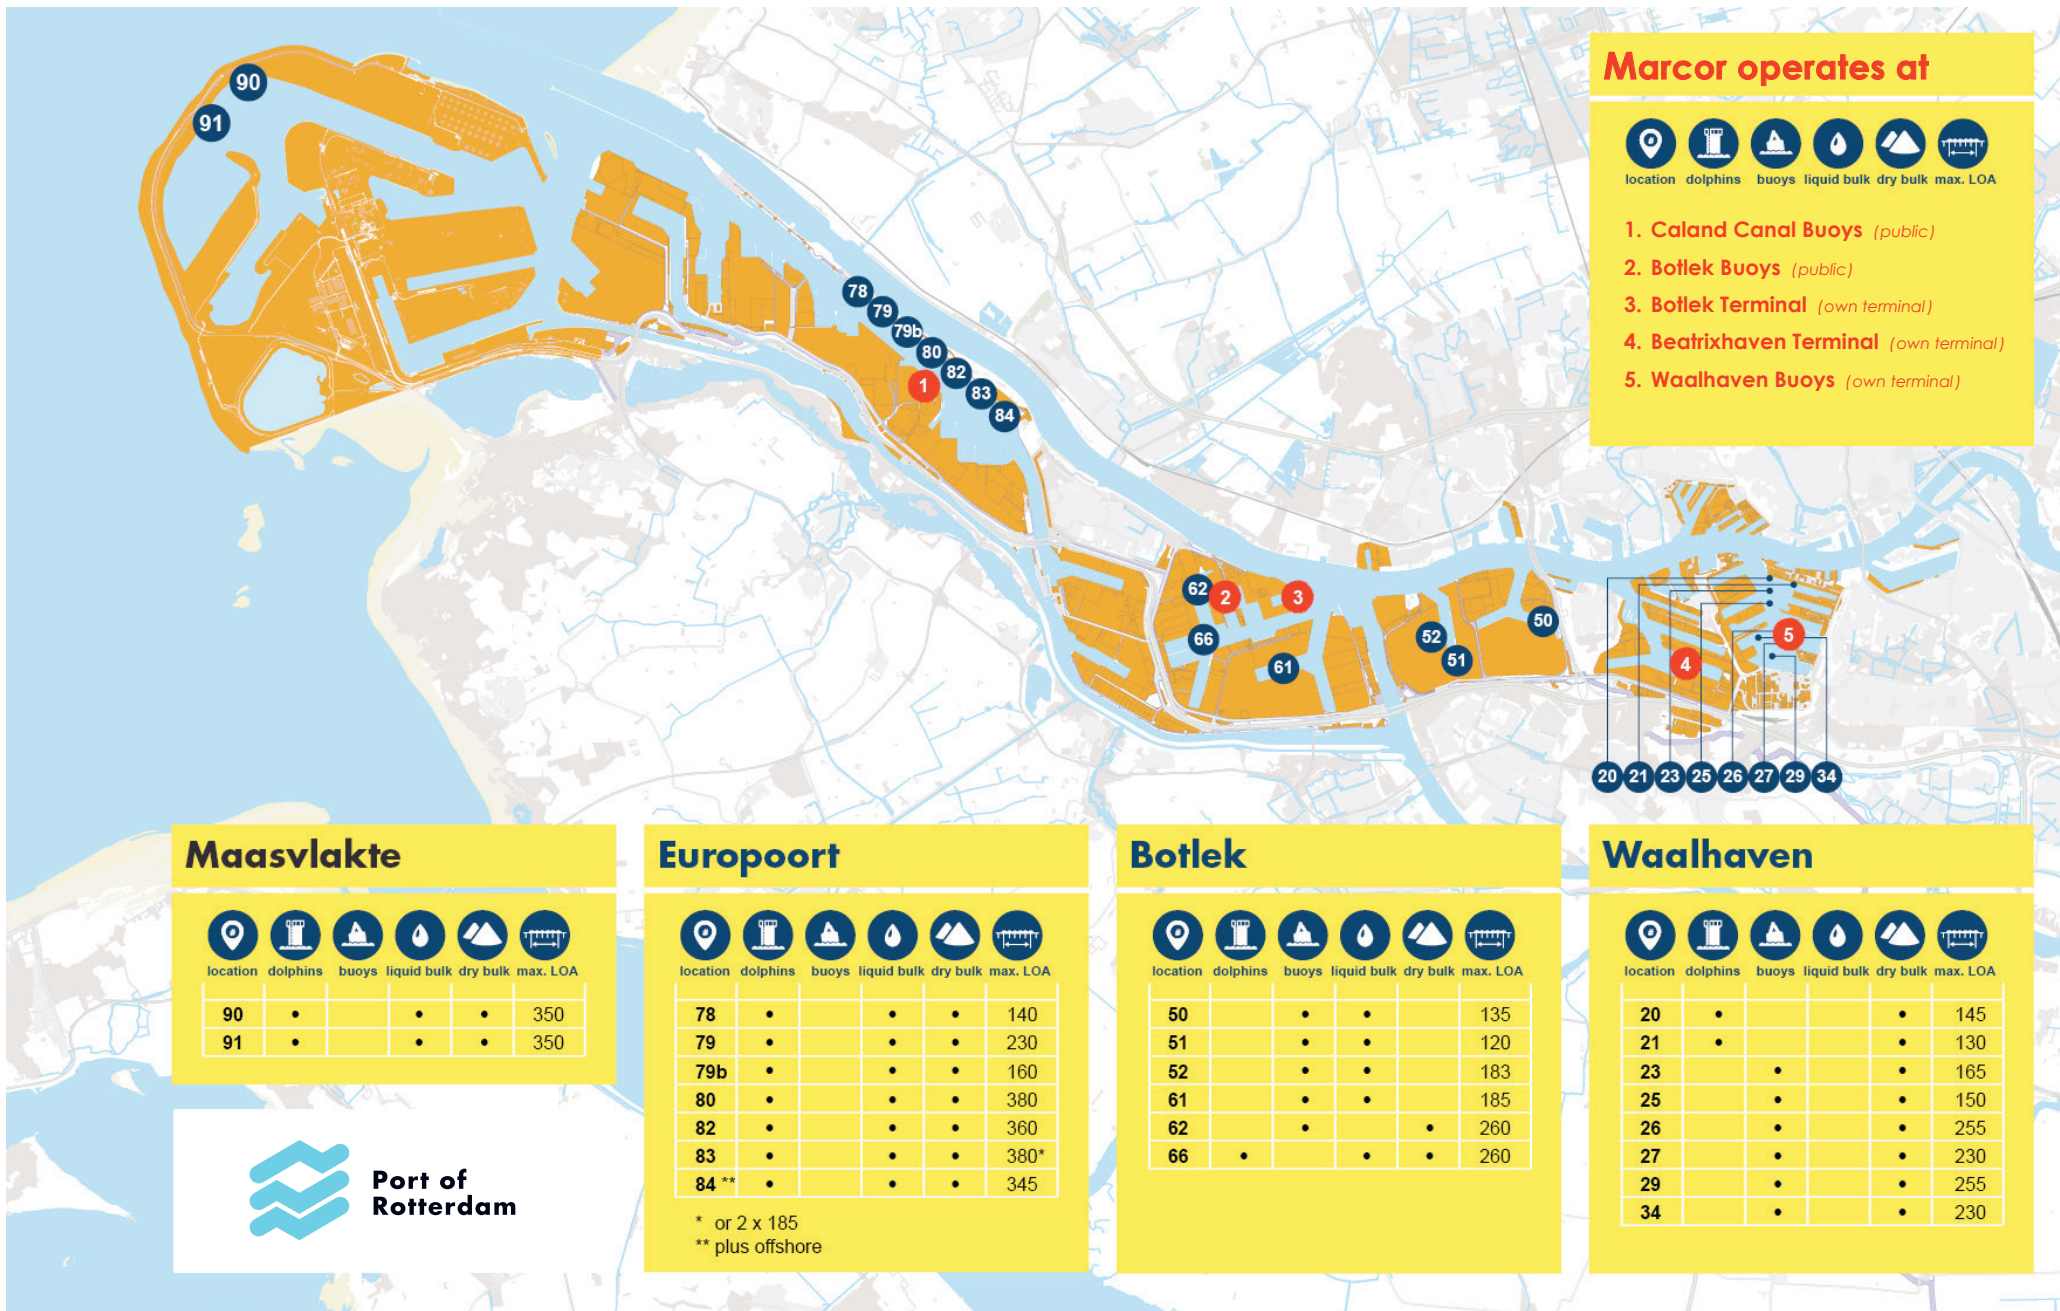 90
91
78
79
79b
80
82
1
83
84
62
2
3
66
61
52
51
50
5
4
20 21 23 25 26 27 29 34
Marcor operates at
location dolphins buoys liquid bulk dry bulk max. LOA
1. Caland Canal Buoys (public)
2. Botlek Buoys (public)
3. Botlek Terminal (own terminal)
4. Beatrixhaven Terminal (own terminal)
5. Waalhaven Buoys (own terminal)
Maasvlakte
location dolphins buoys liquid bulk dry bulk max. LOA
90 • • • 350
91 • • • 350
Port of
Rotterdam
Europoort
location dolphins buoys liquid bulk dry bulk max. LOA
78 • • • 140
79 • • • 230
79b • • • 160
80 • • • 380
82 • • • 360
83 • • • 380*
84 ** • • • 345
* or 2 x 185
** plus offshore
Botlek
location dolphins buoys liquid bulk dry bulk max. LOA
50 • • 135
51 • • 120
52 • • 183
61 • • 185
62 • • 260
66 • • • 260
Waalhaven
location dolphins buoys liquid bulk dry bulk max. LOA
20 • • 145
21 • • 130
23 • • 165
25 • • 150
26 • • 255
27 • • 230
29 • • 255
34 • • 230